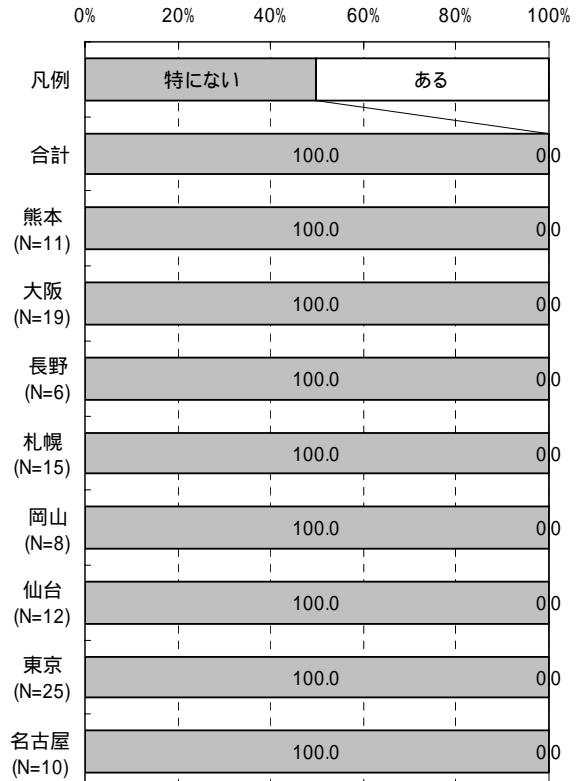 0% 20% 40% 60% 80% 100%
凡例 特にない ある
合計 100.0 0.0
熊本
(N=11) 100.0 0.0
大阪
(N=19) 100.0 0.0
長野
(N=6) 100.0 0.0
札幌
(N=15) 100.0 0.0
岡山
(N=8) 100.0 0.0
仙台
(N=12) 100.0 0.0
東京
(N=25) 100.0 0.0
名古屋
(N=10) 100.0 0.0